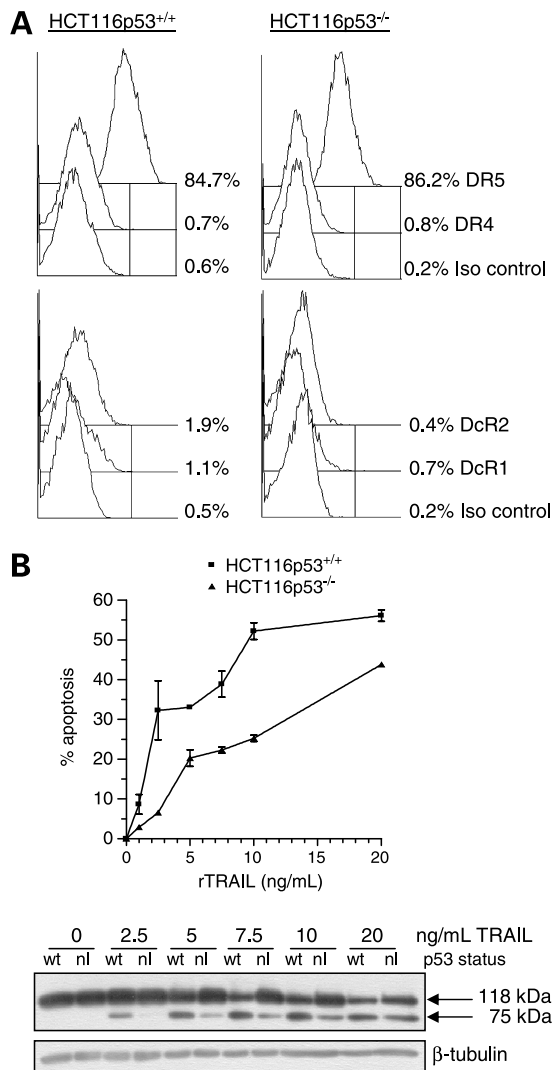 A
HCT116p53+/+
HCT116p53-/-
84.7%
0.7%
0.6%
86.2% DR5
0.8% DR4
0.2% Iso control
1.9%
1.1%
0.5%
0.4% DcR2
0.7% DcR1
0.2% Iso control
B
HCT116p53+/+
HCT116p53-/-
% apoptosis
60
50
40
30
20
10
0
0 5 10 15 20
rTRAIL (ng/mL)
0 2.5 5 7.5 10 20 ng/mL TRAIL
wt nl wt nl wt nl wt nl wt nl wt nl p53 status
118 kDa
75 kDa
β-tubulin